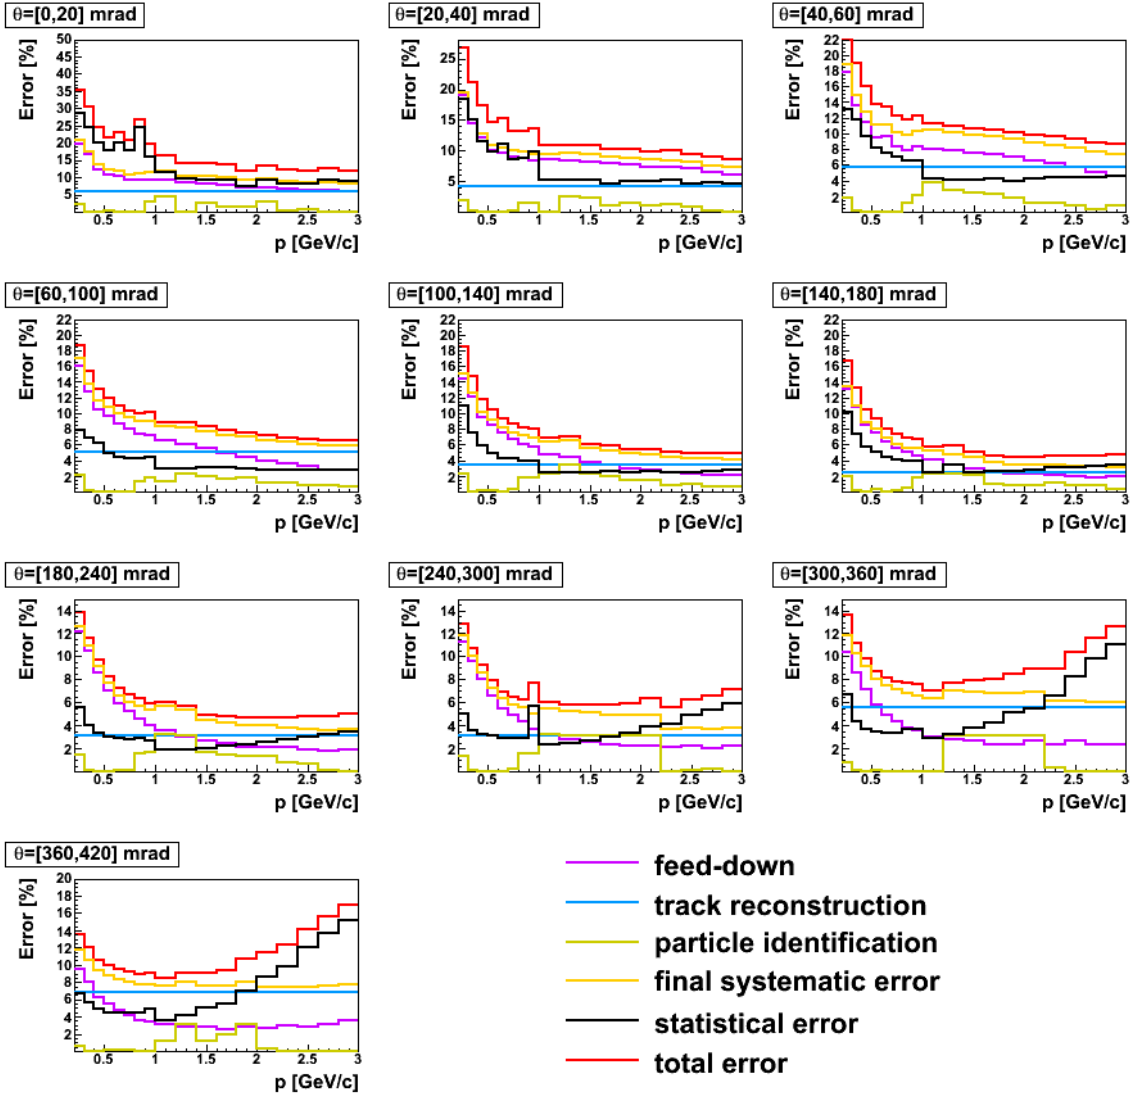 θ=[0,20] mrad
Error [%]
50
45
40
35
30
25
20
15
10
5
0.5 1 1.5 2 2.5 3
p [GeV/c]
θ=[20,40] mrad
Error [%]
25
20
15
10
5
0.5 1 1.5 2 2.5 3
p [GeV/c]
θ=[40,60] mrad
Error [%]
22
20
18
16
14
12
10
8
6
4
2
0.5 1 1.5 2 2.5 3
p [GeV/c]
θ=[60,100] mrad
Error [%]
22
20
18
16
14
12
10
8
6
4
2
0.5 1 1.5 2 2.5 3
p [GeV/c]
θ=[100,140] mrad
Error [%]
22
20
18
16
14
12
10
8
6
4
2
0.5 1 1.5 2 2.5 3
p [GeV/c]
θ=[140,180] mrad
Error [%]
22
20
18
16
14
12
10
8
6
4
2
0.5 1 1.5 2 2.5 3
p [GeV/c]
θ=[180,240] mrad
Error [%]
14
12
10
8
6
4
2
0.5 1 1.5 2 2.5 3
p [GeV/c]
θ=[240,300] mrad
Error [%]
14
12
10
8
6
4
2
0.5 1 1.5 2 2.5 3
p [GeV/c]
θ=[300,360] mrad
Error [%]
14
12
10
8
6
4
2
0.5 1 1.5 2 2.5 3
p [GeV/c]
θ=[360,420] mrad
Error [%]
20
18
16
14
12
10
8
6
4
2
0.5 1 1.5 2 2.5 3
p [GeV/c]
feed-down
track reconstruction
particle identification
final systematic error
statistical error
total error